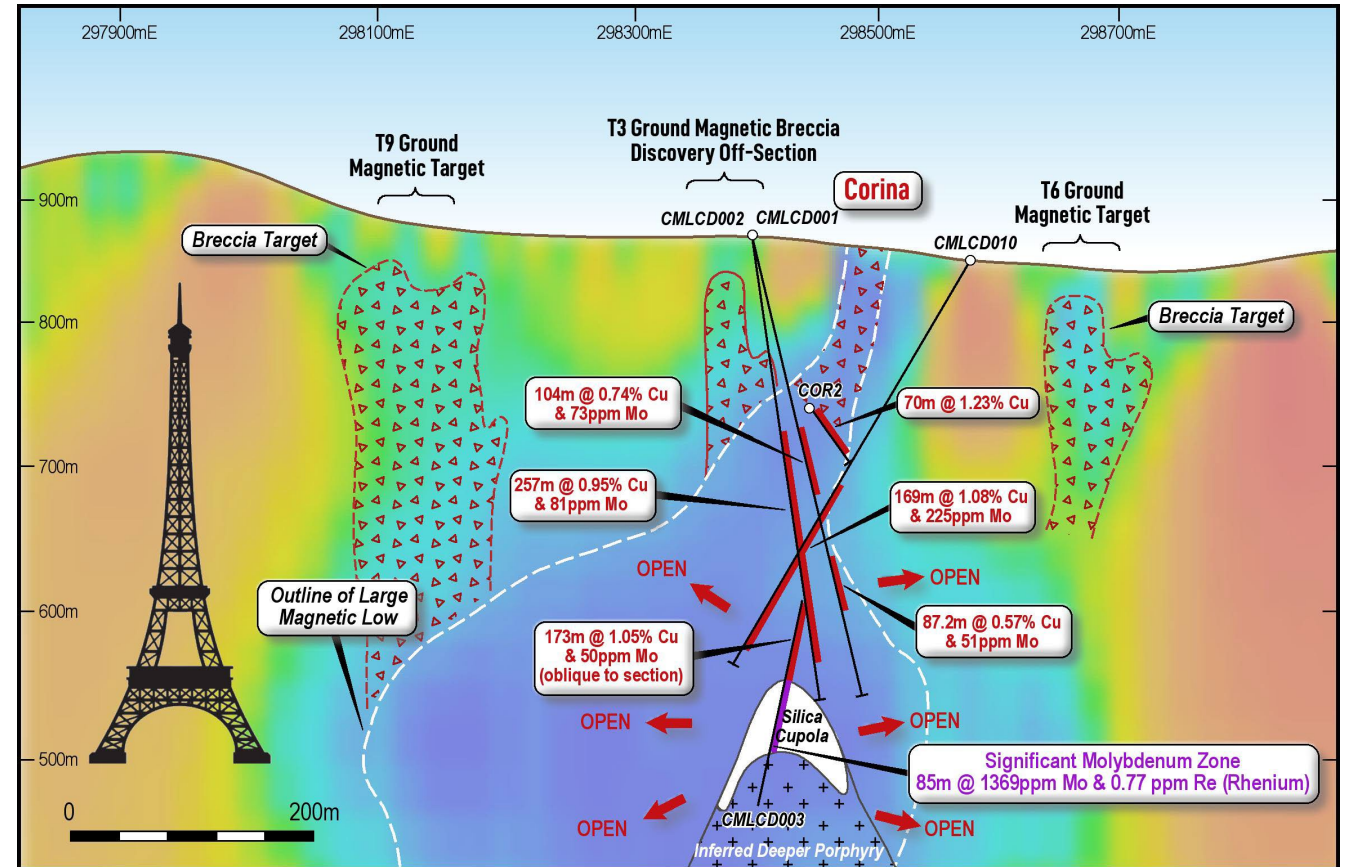 297900mE
298100mE
298300mE
298500mE
298700mE
T3 Ground Magnetic Breccia
Discovery Off-Section
T9 Ground
Magnetic Target
Corina
T6 Ground
Magnetic Target
900m
CMLCD002
CMLCD001
CMLCD010
Breccia Target
800m
Breccia Target
104m @ 0.74% Cu
& 73ppm Mo
COR2
70m @ 1.23% Cu
700m
257m @ 0.95% Cu
& 81ppm Mo
169m @ 1.08% Cu
& 225ppm Mo
OPEN
OPEN
Outline of Large
Magnetic Low
600m
87.2m @ 0.57% Cu
& 51ppm Mo
173m @ 1.05% Cu
& 50ppm Mo
(oblique to section)
OPEN
Silica
Cupola
OPEN
500m
Significant Molybdenum Zone
85m @ 1369ppm Mo & 0.77 ppm Re (Rhenium)
0
200m
OPEN
CMLCD003
OPEN
Inferred Deeper Porphyry